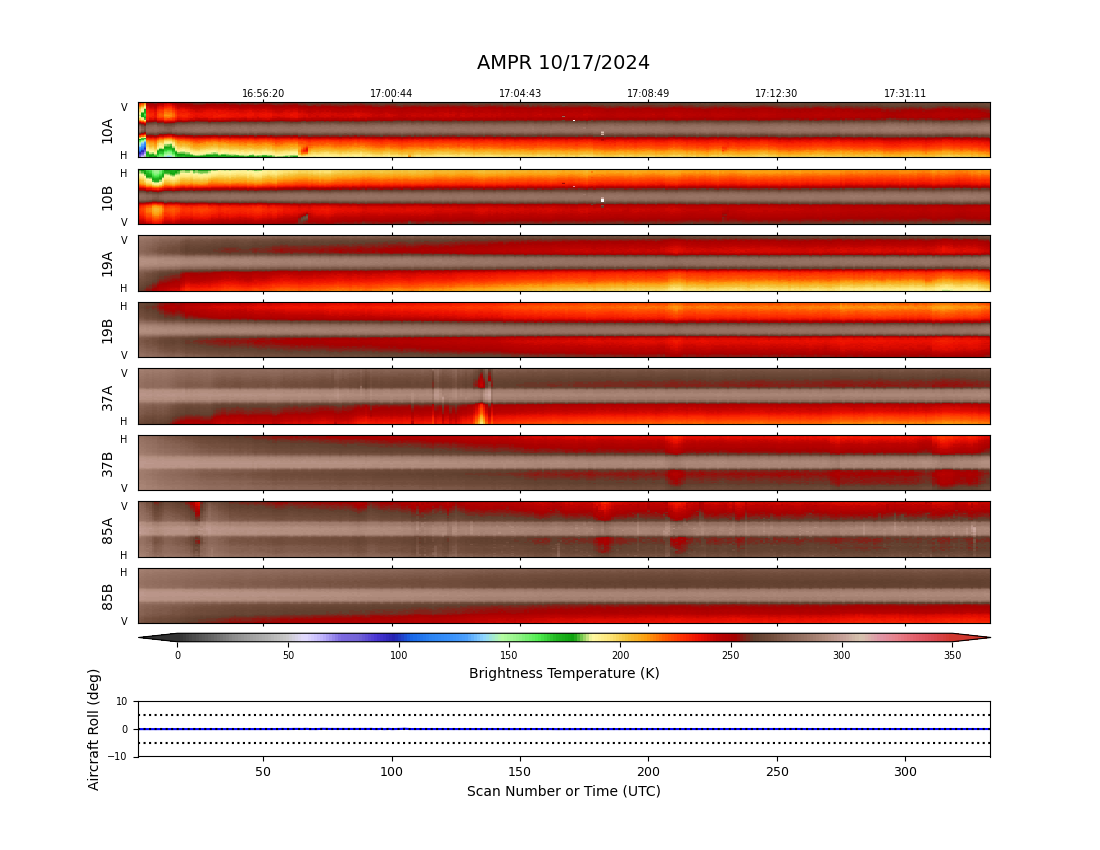 AMPR 10/17/2024
16:56:20 17:00:44 17:04:43 17:08:49 17:12:30 17:31:11
V
10A
H
H
10B
V
V
19A
H
H
19B
V
V
37A
H
H
37B
V
V
85A
H
H
85B
V
0 50 100 150 200 250 300 350
Brightness Temperature (K)
Aircraft Roll (deg)
10
0
−10
50 100 150 200 250 300
Scan Number or Time (UTC)